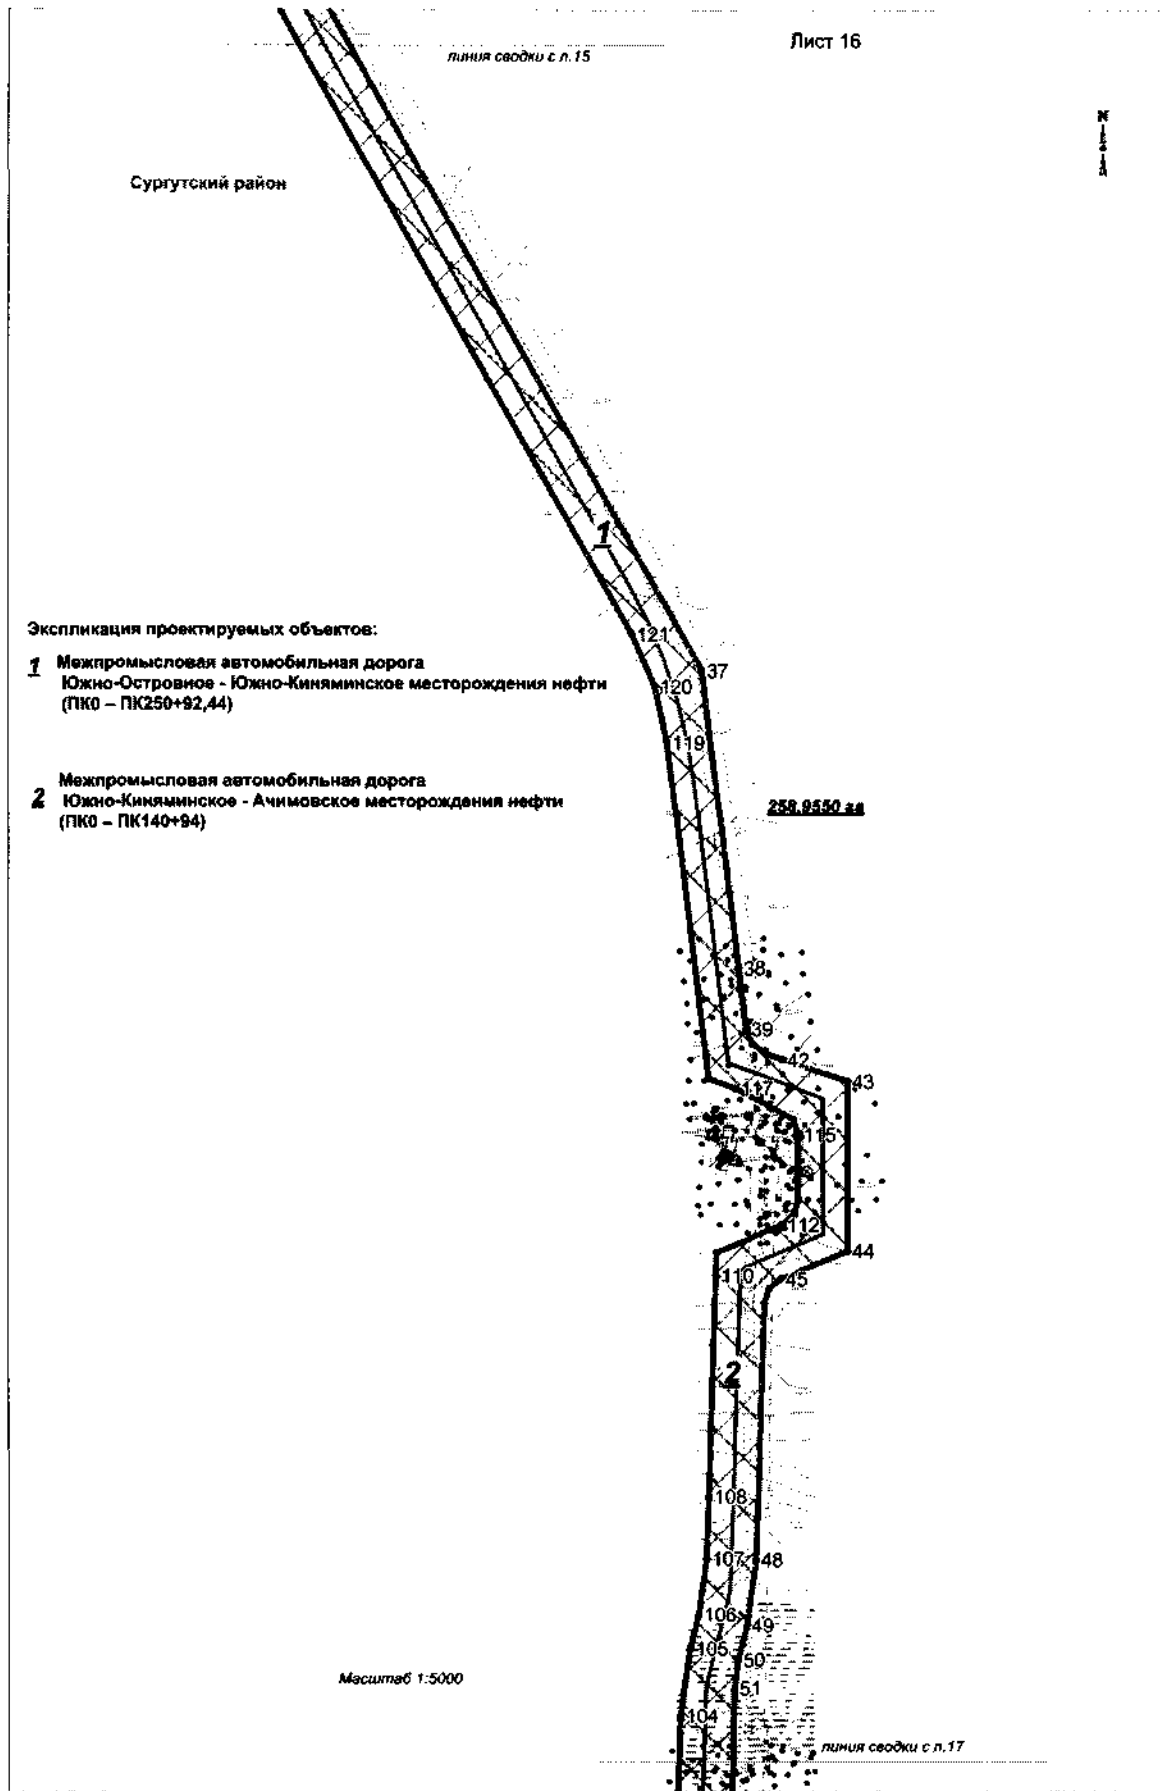 Лист 16
линия сводки с л.15
Сургутский район
1
Экспликация проектируемых объектов:
1 Межпромысловая автомобильная дорога
Южно-Островное - Южно-Киняминское месторождения нефти
(ПК0 – ПК250+92,44)
2 Межпромысловая автомобильная дорога
Южно-Киняминское - Ачимовское месторождения нефти
(ПК0 – ПК140+94)
121
37
120
119
258,9550 га
38
39
42
43
117
115
112
44
110
45
2
108
107
48
106
49
105
50
51
104
Масштаб 1:5000
линия сводки с л.17